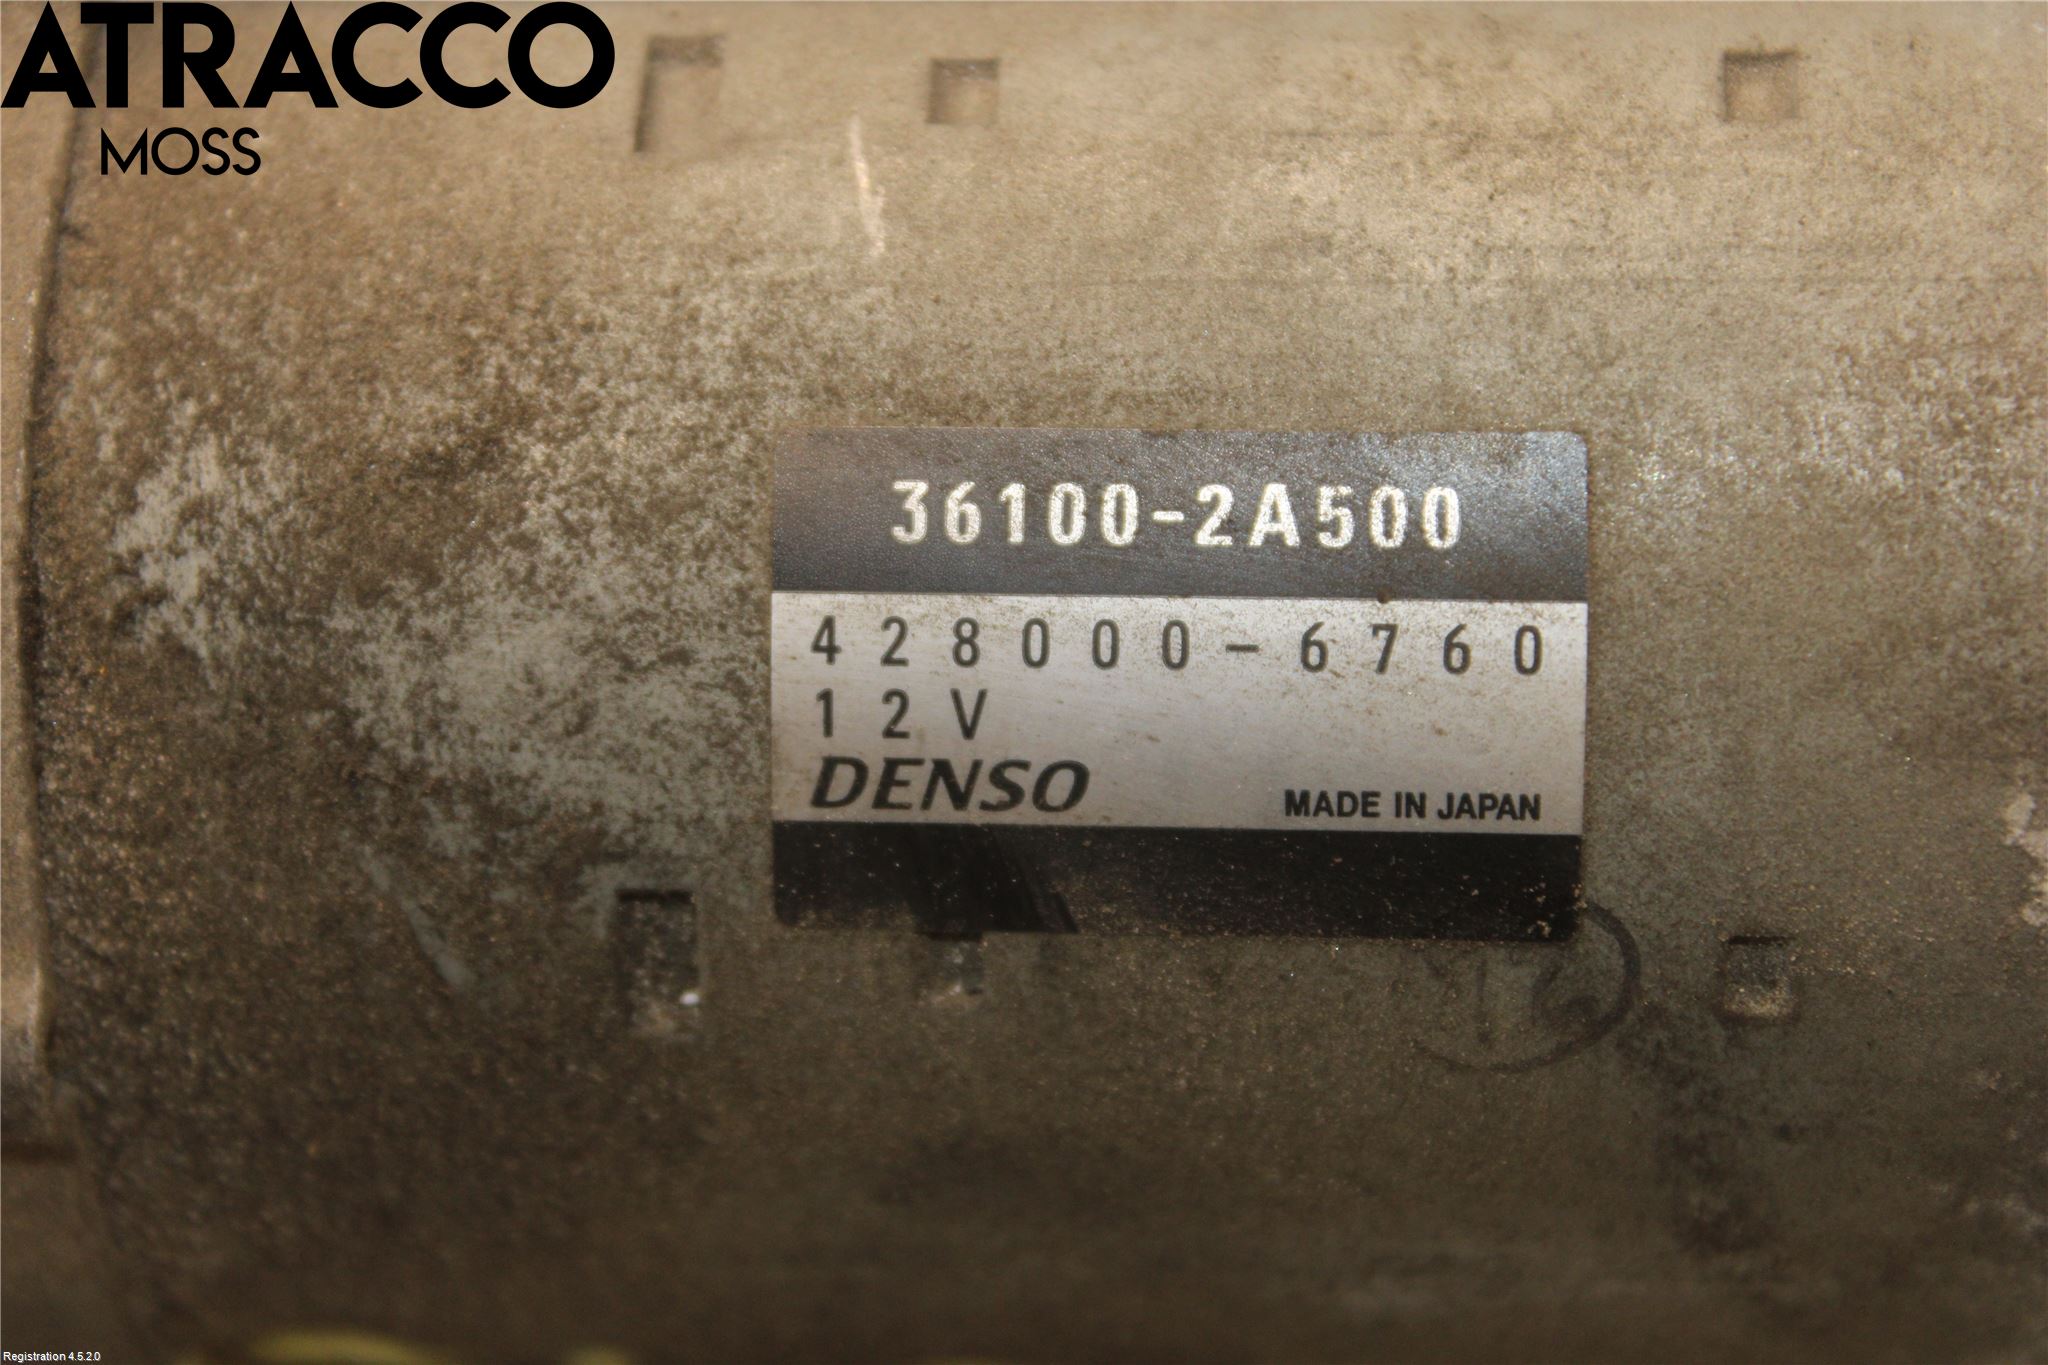 ATRACCO
MOSS
36100-2A500
428000-6760
12V
DENSO
MADE IN JAPAN
Registration 4.5.2.0